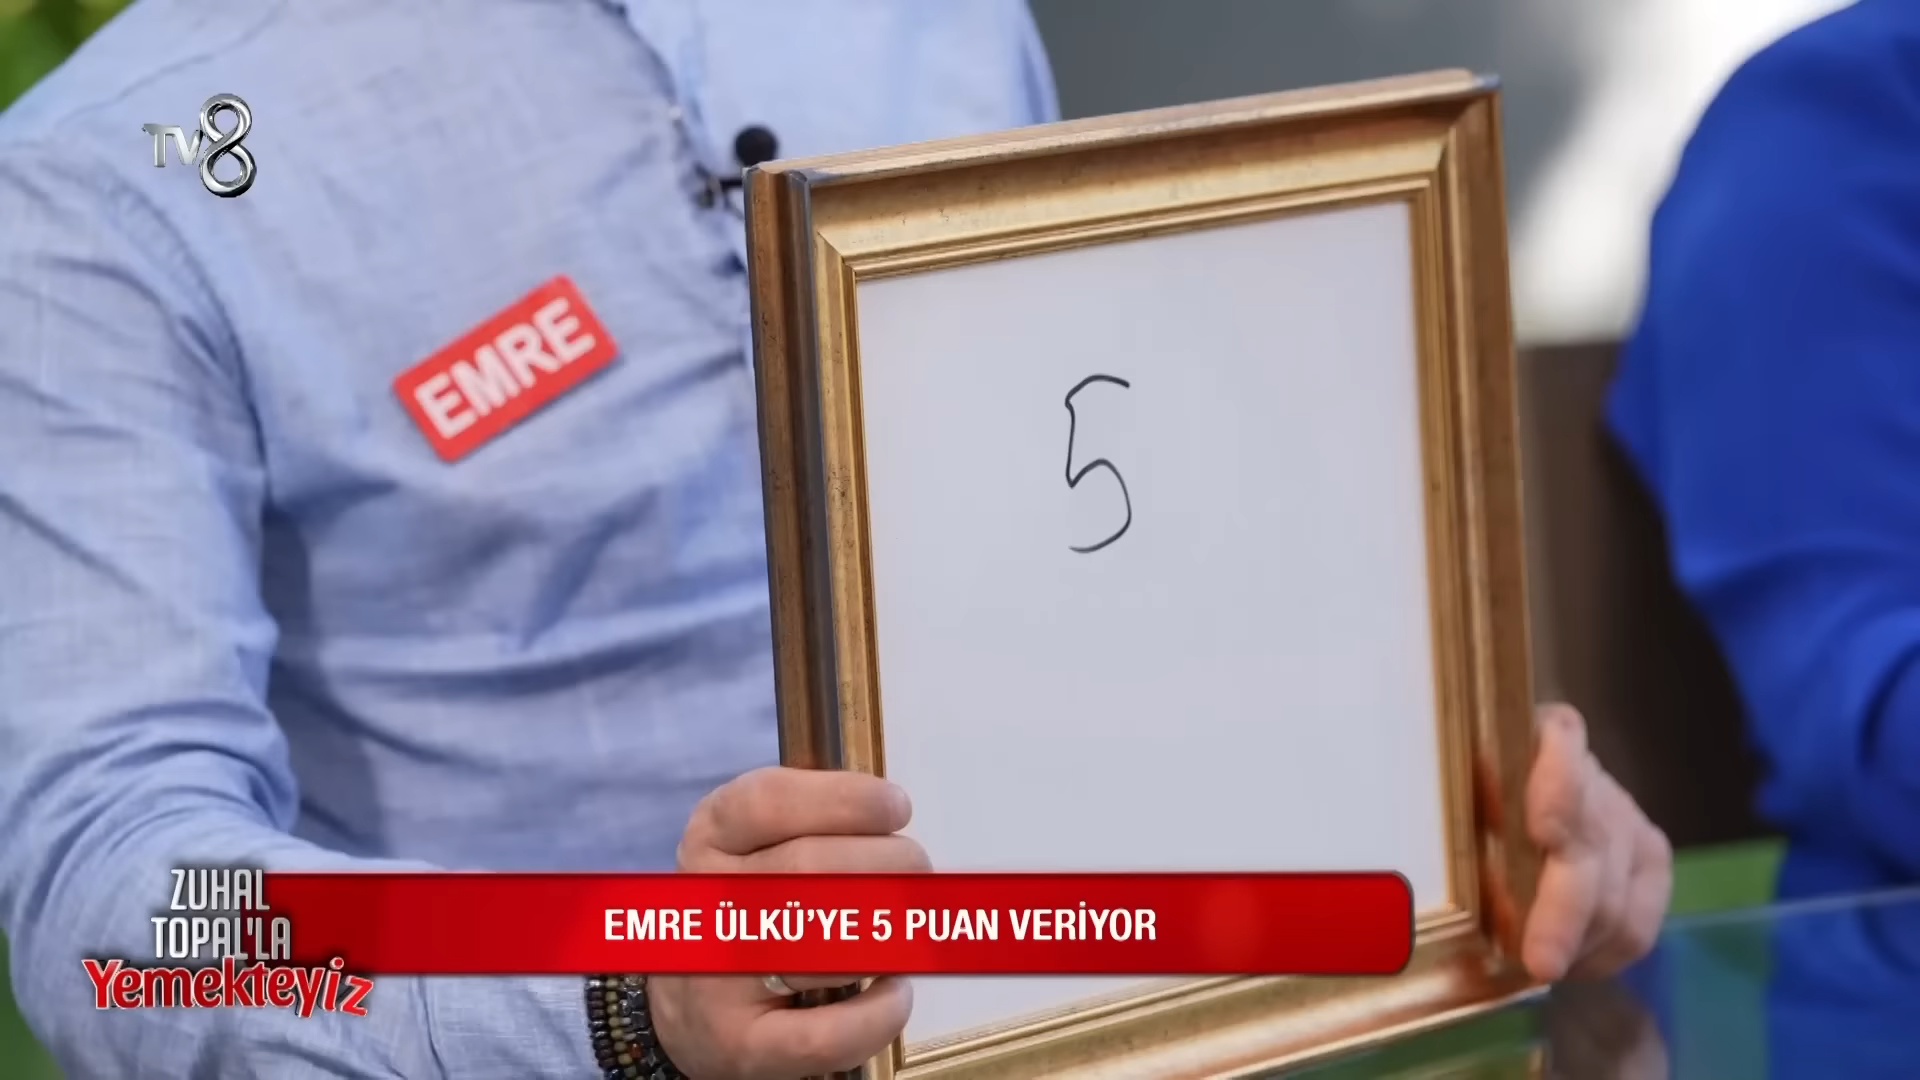 TV8
EMRE
5
ZUHAL
TOPAL'LA
Yemekteyiz
EMRE ÜLKÜ'YE 5 PUAN VERİYOR